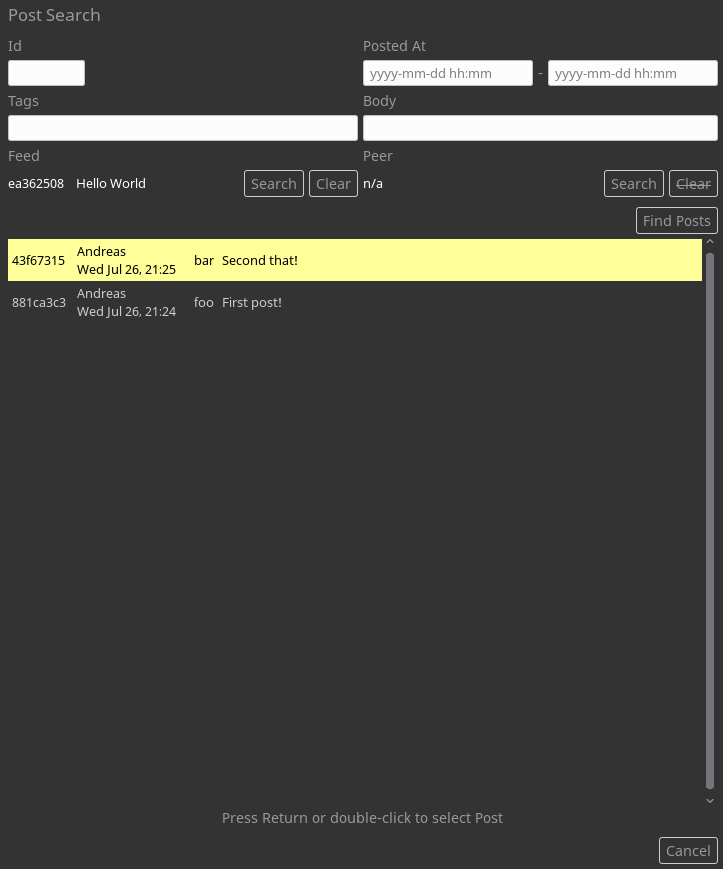 Post Search
Id Posted At
yyyy-mm-dd hh:mm - yyyy-mm-dd hh:mm
Tags Body
Feed Peer
ea362508 Hello World Search Clear n/a Search Clear
Find Posts
Andreas
43f67315 bar Second that!
Wed Jul 26, 21:25
Andreas
881ca3c3 foo First post!
Wed Jul 26, 21:24
Press Return or double-click to select Post
Cancel